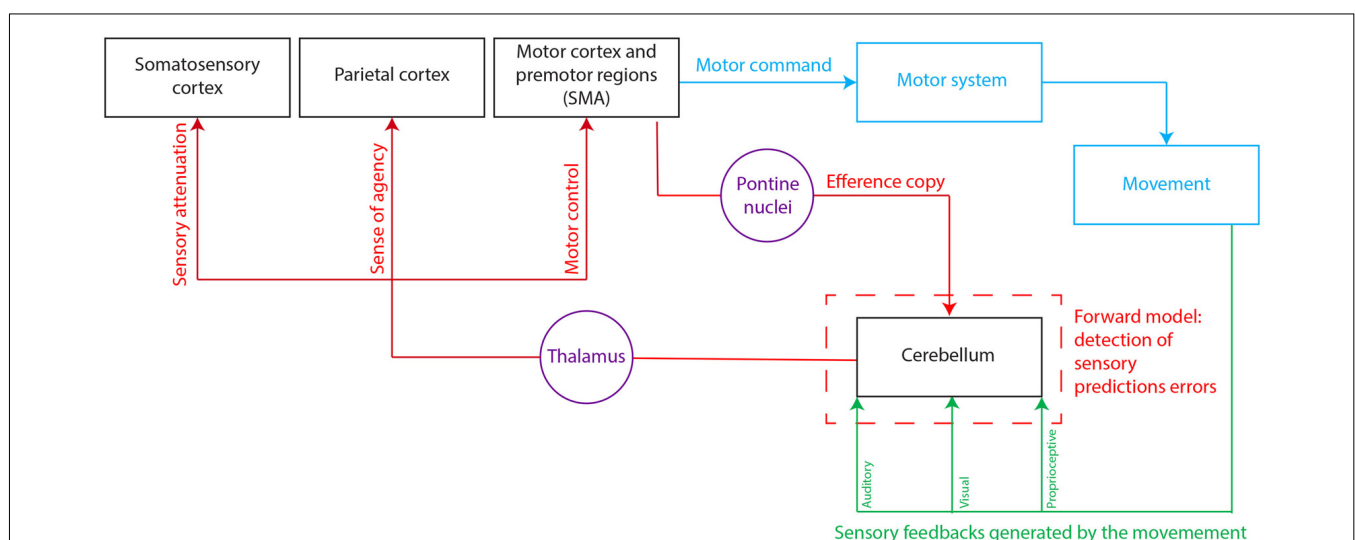 Somatosensory
cortex
Parietal cortex
Motor cortex and
premotor regions
(SMA)
Motor command
Motor system
Movement
Sensory attenuation
Sense of agency
Motor control
Pontine
nuclei
Efference copy
Thalamus
Cerebellum
Forward model:
detection of
sensory
predictions errors
Auditory
Visual
Proprioceptive
Sensory feedbacks generated by the movemement